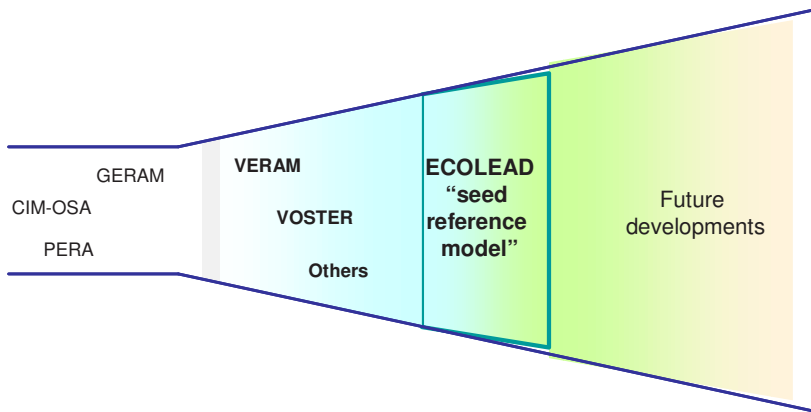 GERAM
CIM-OSA
PERA
VERAM
VOSTER
Others
ECOLEAD
“seed
reference
model”
Future
developments